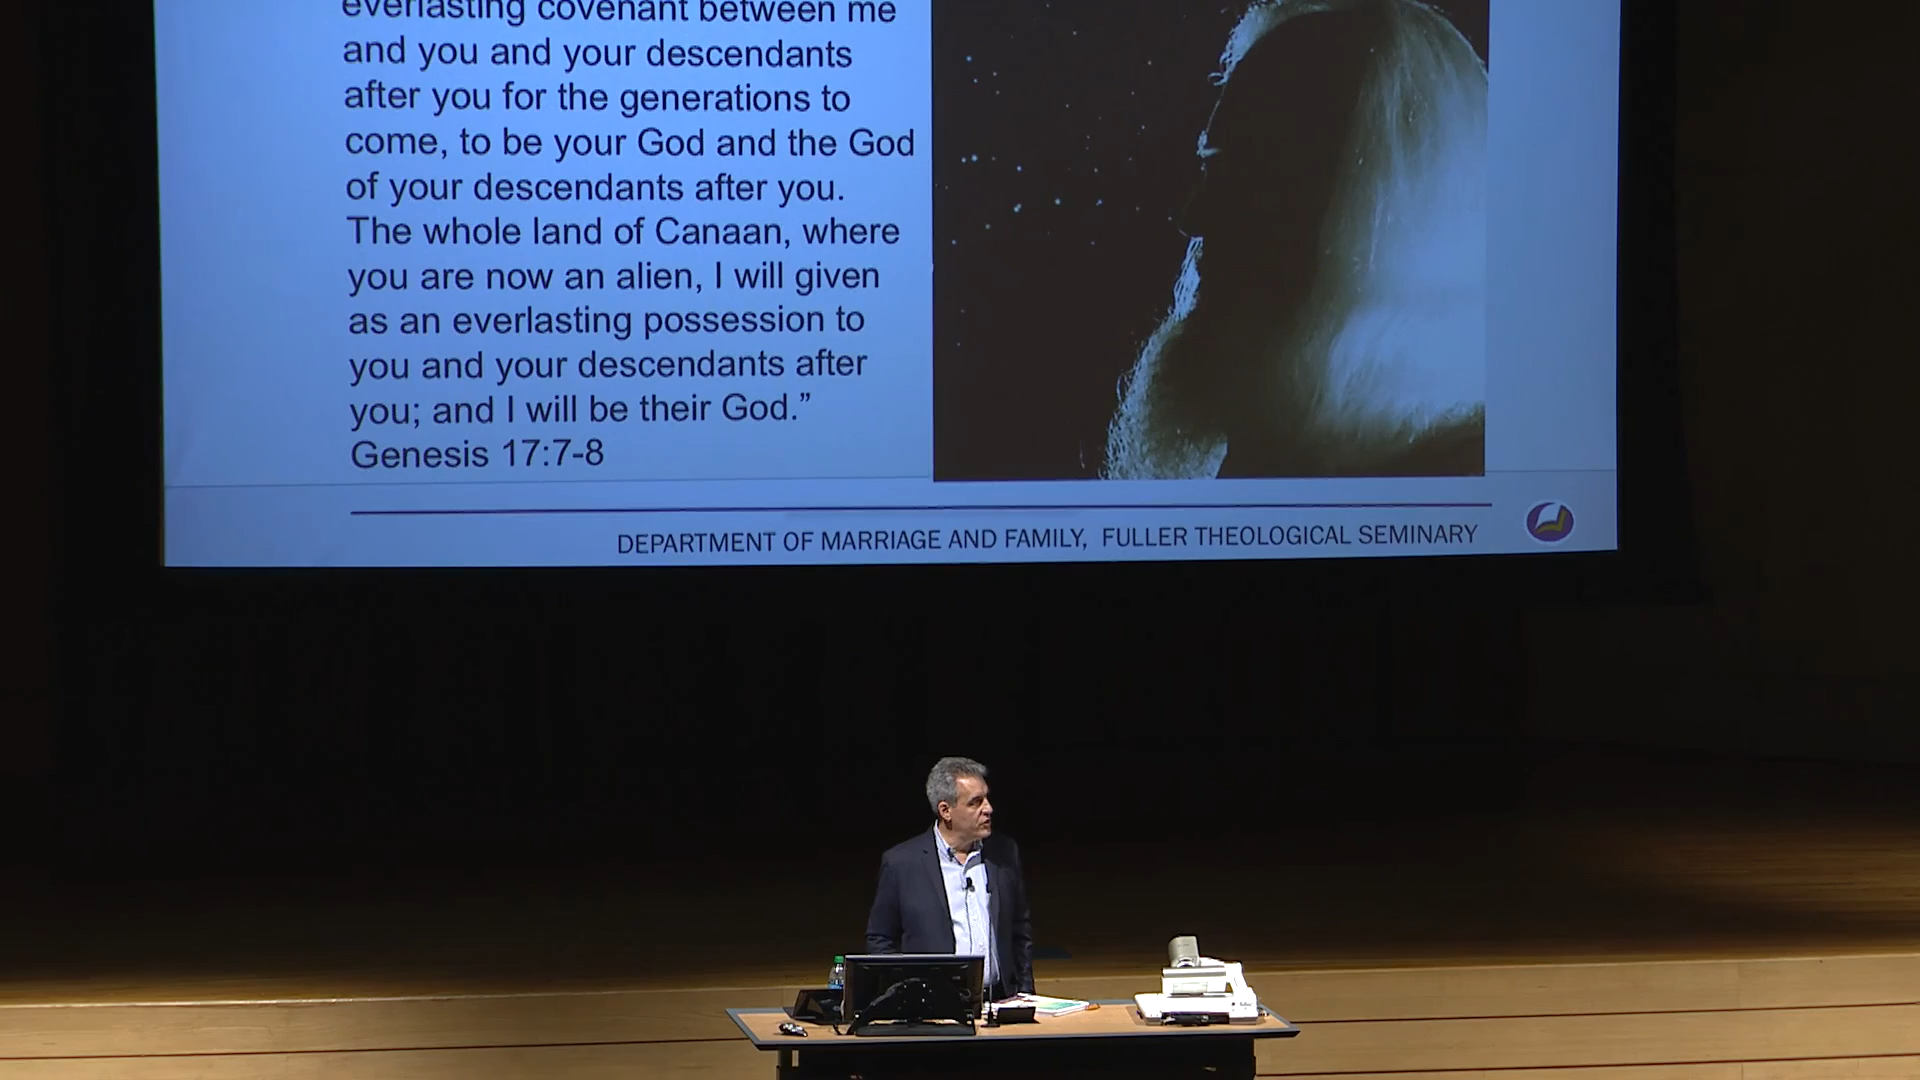 everlasting covenant between me
and you and your descendants
after you for the generations to
come, to be your God and the God
of your descendants after you.
The whole land of Canaan, where
you are now an alien, I will given
as an everlasting possession to
you and your descendants after
you; and I will be their God.”
Genesis 17:7-8
DEPARTMENT OF MARRIAGE AND FAMILY, FULLER THEOLOGICAL SEMINARY